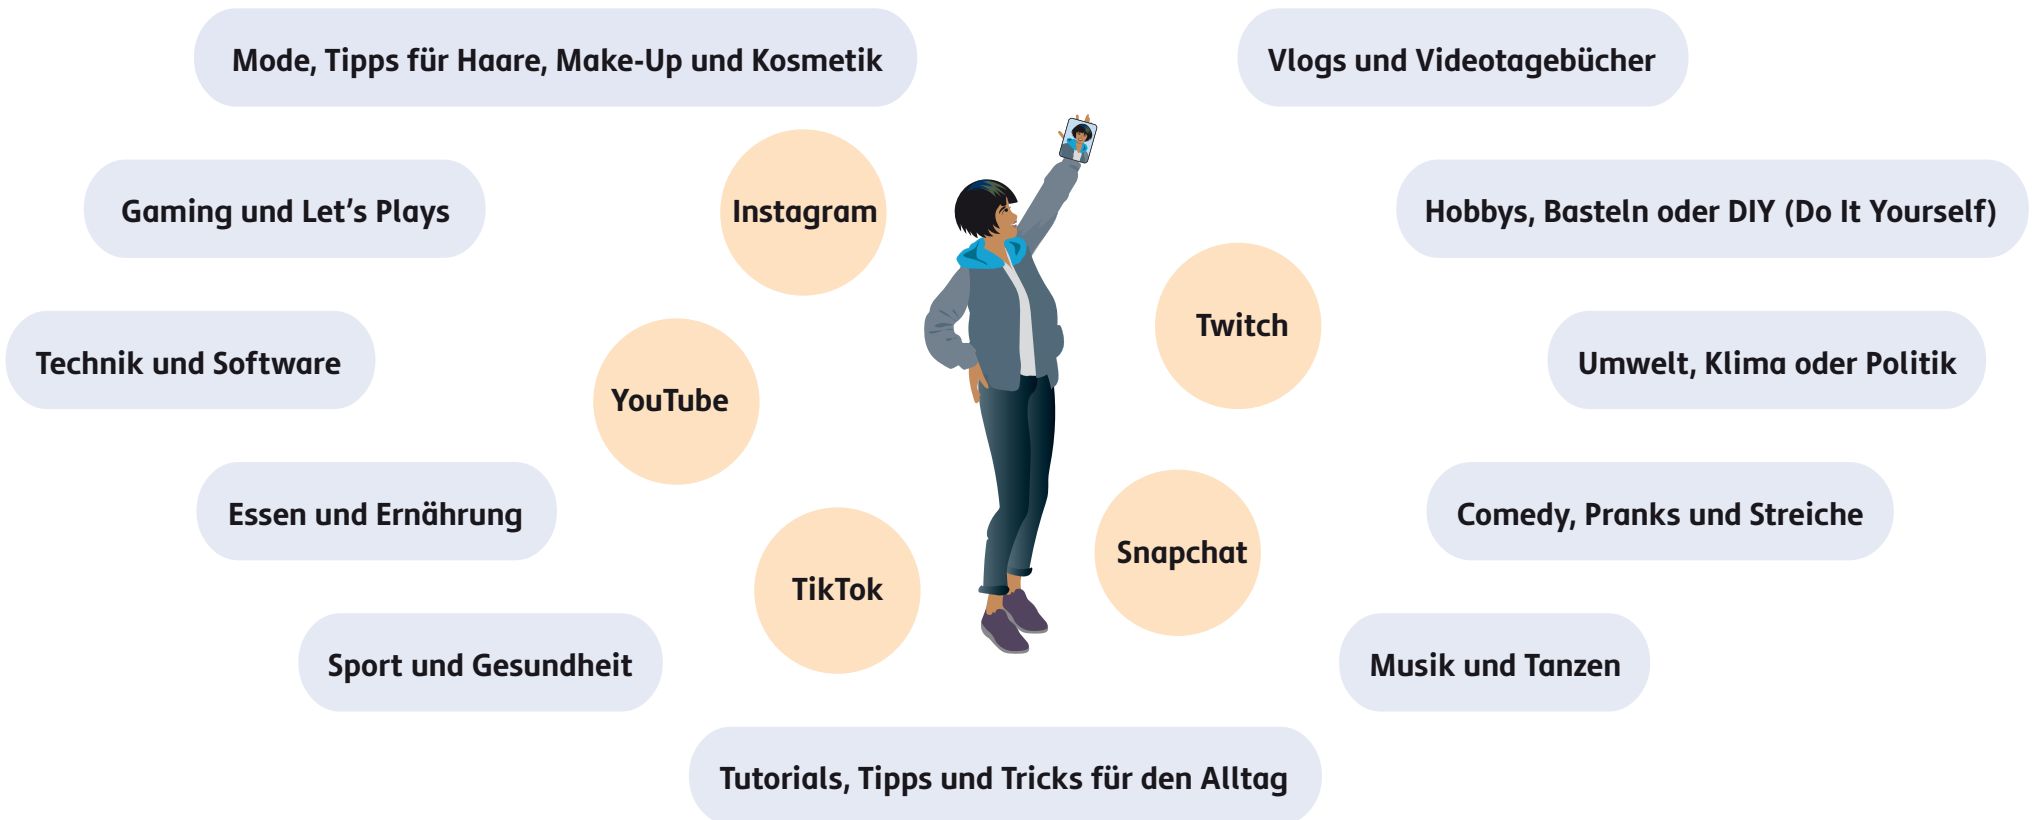 Mode, Tipps für Haare, Make-Up und Kosmetik
Vlogs und Videotagebücher
Gaming und Let’s Plays
Instagram
Hobbys, Basteln oder DIY (Do It Yourself)
Twitch
Technik und Software
Umwelt, Klima oder Politik
YouTube
Essen und Ernährung
Comedy, Pranks und Streiche
Snapchat
TikTok
Sport und Gesundheit
Musik und Tanzen
Tutorials, Tipps und Tricks für den Alltag